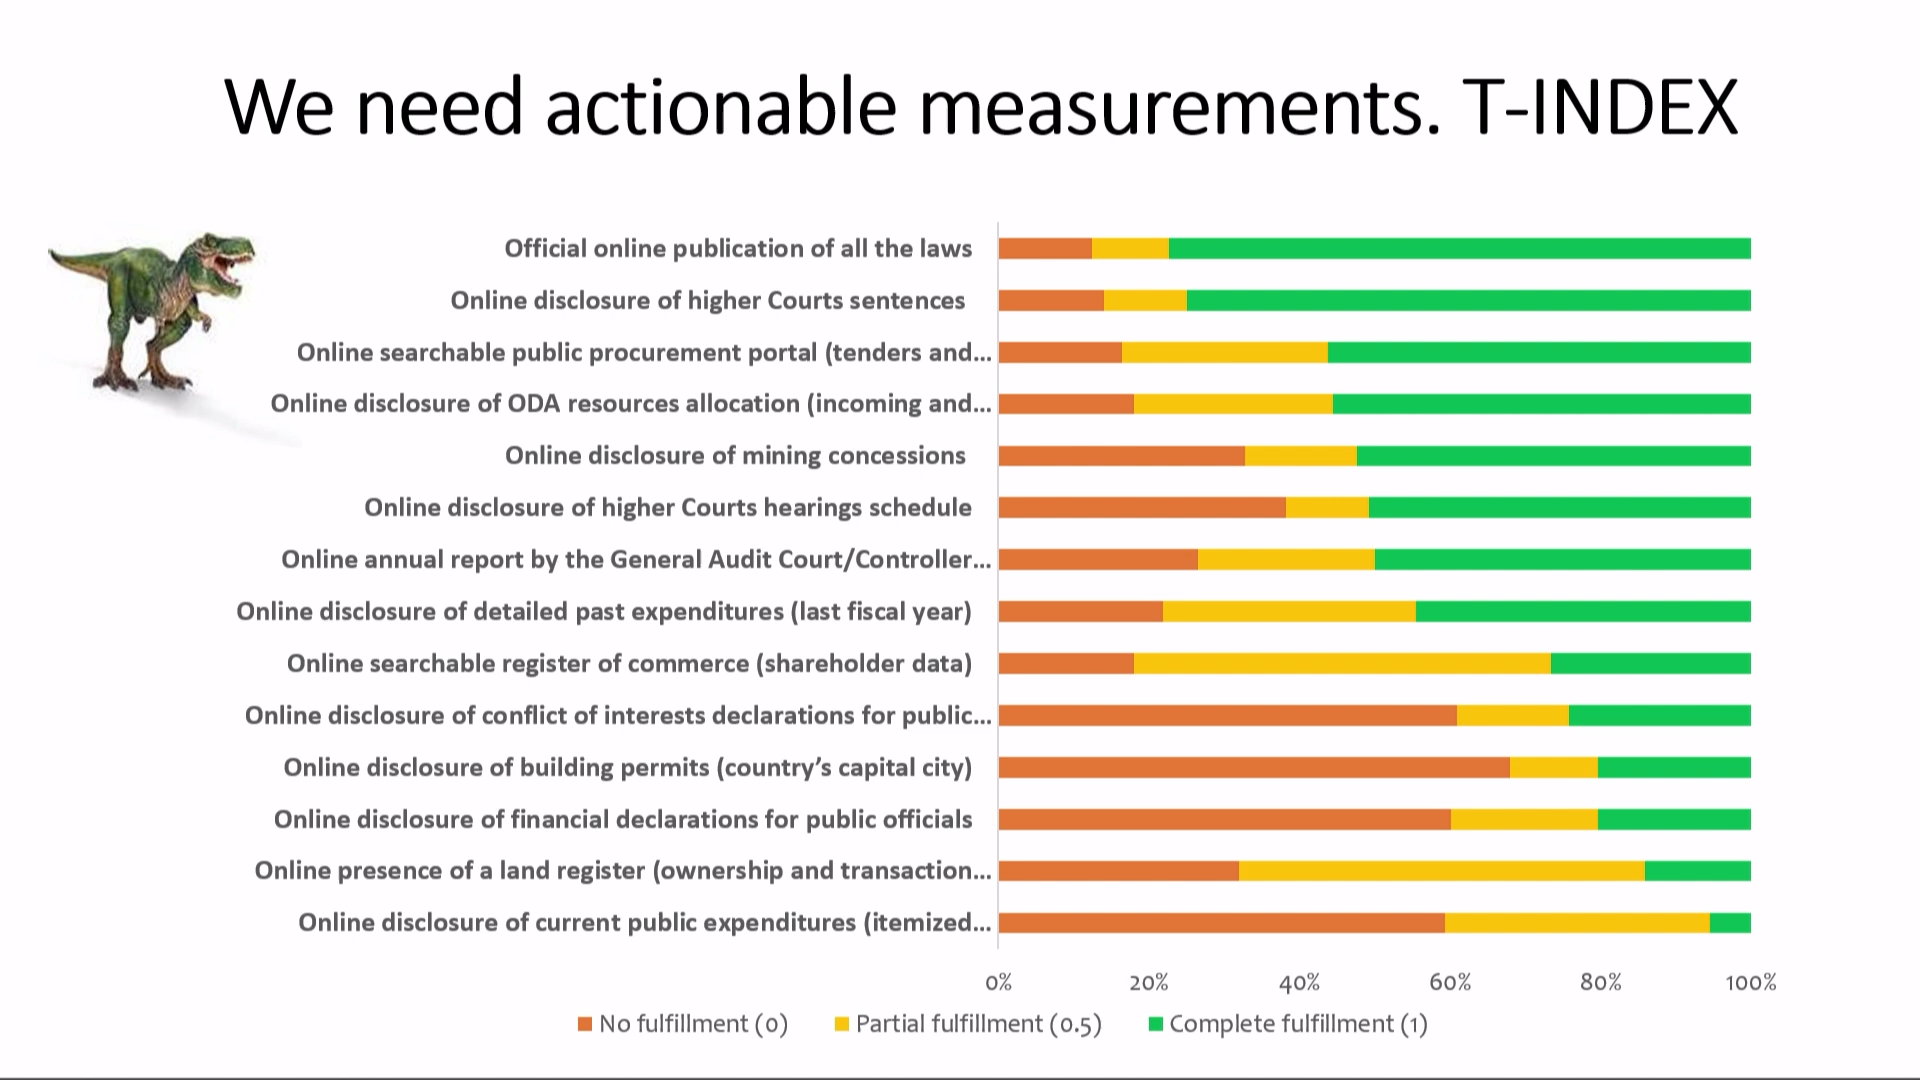 We need actionable measurements. T-INDEX
Official online publication of all the laws
Online disclosure of higher Courts sentences
Online searchable public procurement portal (tenders and...
Online disclosure of ODA resources allocation (incoming and...
Online disclosure of mining concessions
Online disclosure of higher Courts hearings schedule
Online annual report by the General Audit Court/Controller...
Online disclosure of detailed past expenditures (last fiscal year)
Online searchable register of commerce (shareholder data)
Online disclosure of conflict of interests declarations for public...
Online disclosure of building permits (country’s capital city)
Online disclosure of financial declarations for public officials
Online presence of a land register (ownership and transaction...
Online disclosure of current public expenditures (itemized...
0% 20% 40% 60% 80% 100%
No fulfillment (0) Partial fulfillment (0.5) Complete fulfillment (1)